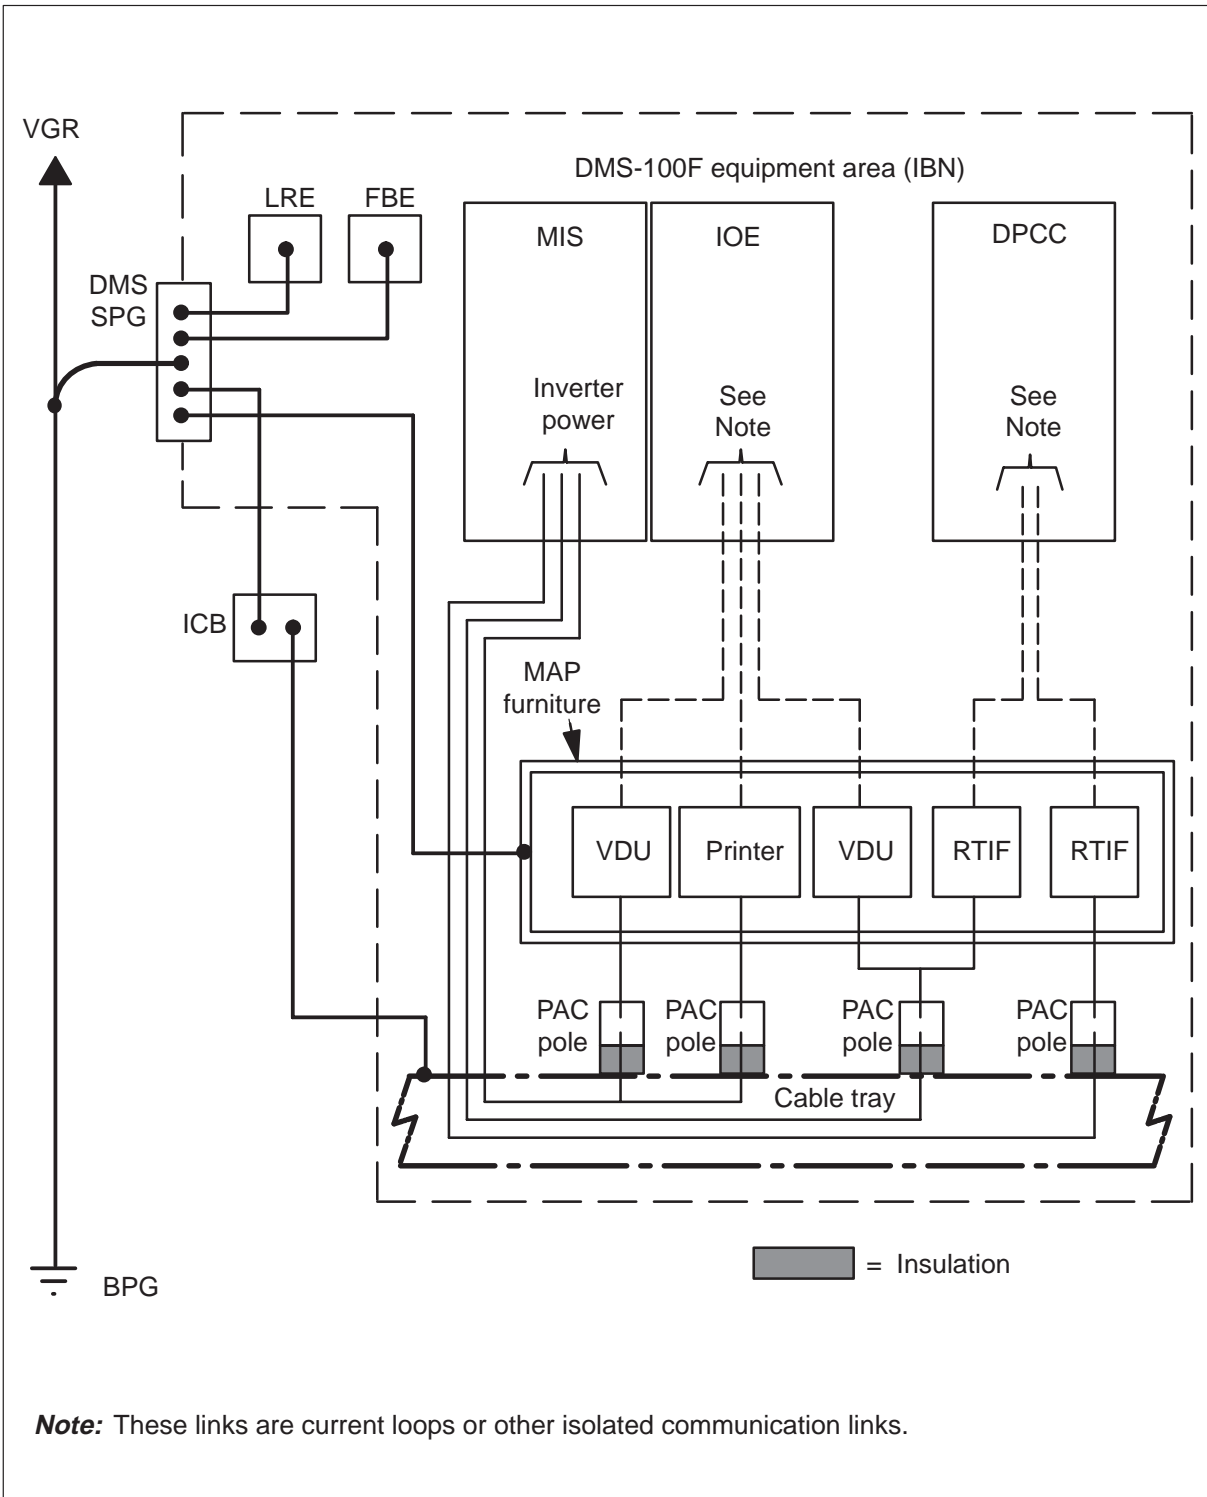 VGR
DMS-100F equipment area (IBN)
LRE
FBE
MIS
IOE
DPCC
DMS
SPG
Inverter
power
See
Note
See
Note
ICB
MAP
furniture
VDU
Printer
VDU
RTIF
RTIF
PAC
pole
PAC
pole
PAC
pole
PAC
pole
Cable tray
= Insulation
BPG
Note: These links are current loops or other isolated communication links.